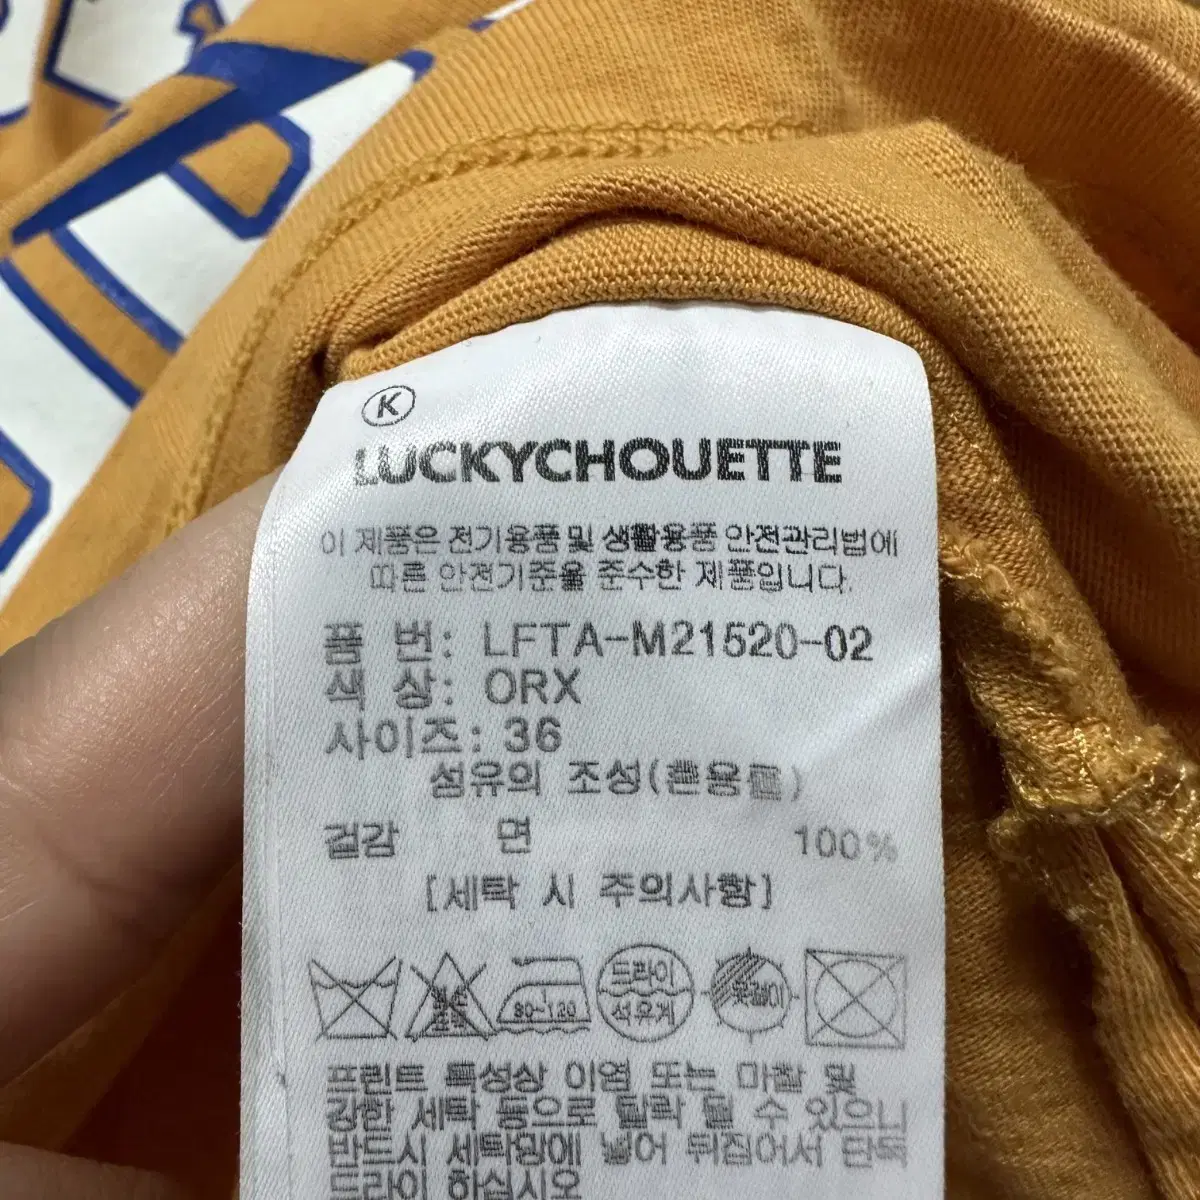 K
LUCKYCHOUETTE
이 제품은 전기용품 및 생활용품 안전관리법에
따른 안전기준을 준수한 제품입니다.
품 번: LFTA-M21520-02
색 상: ORX
사이즈: 36
섬유의 조성(혼용률)
겉감 면 100%
[세탁 시 주의사항]
80~120 드라이 옷걸이
석유계
프린트 특성상 이염 또는 마찰 및
강한 세탁 등으로 탈락 될 수 있으니
반드시 세탁망에 넣어 뒤집어서 단독
드라이 하십시오